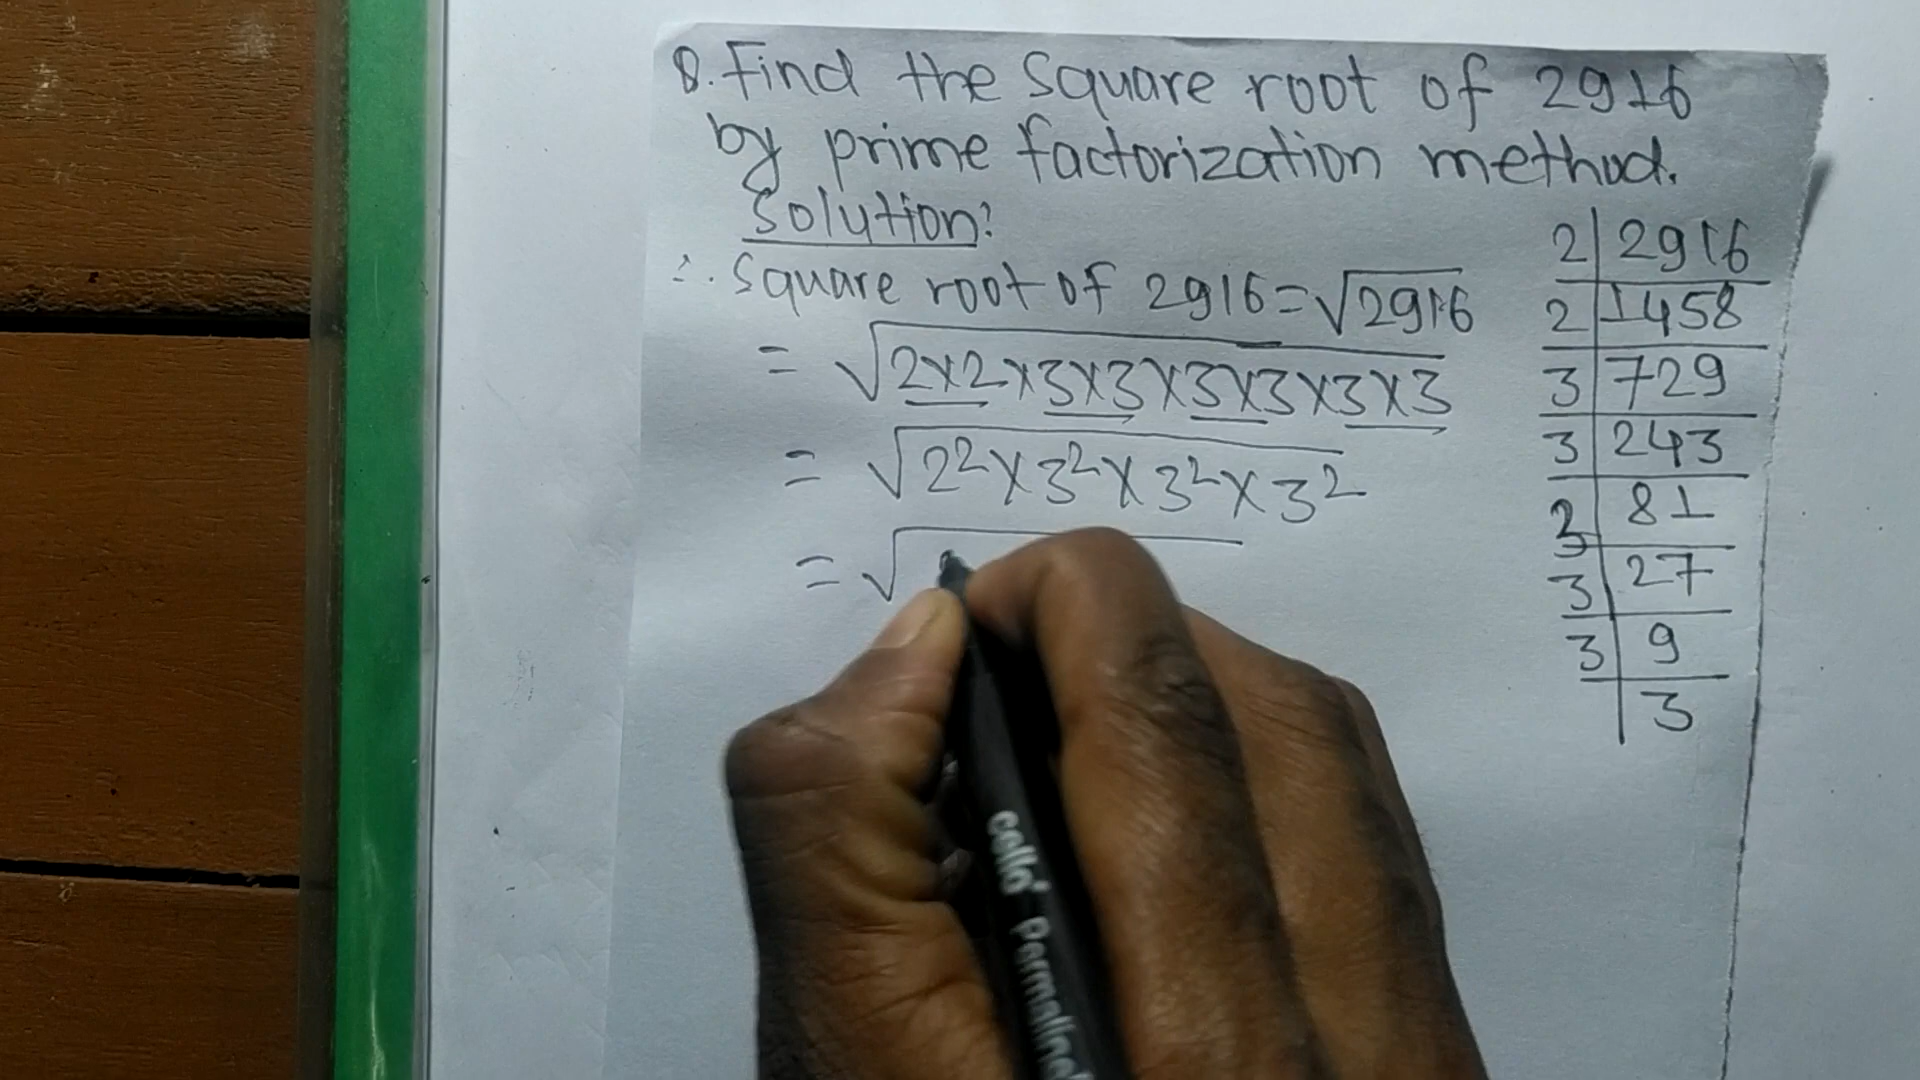 Q. Find the square root of 2916
by prime factorization method.
Solution:
∴ Square root of 2916 = √2916
= √2×2×3×3×3×3×3×3
= √2²×3²×3²×3²
= √
2 | 2916
2 | 1458
3 | 729
3 | 243
3 | 81
3 | 27
3 | 9
3
cello Permaline